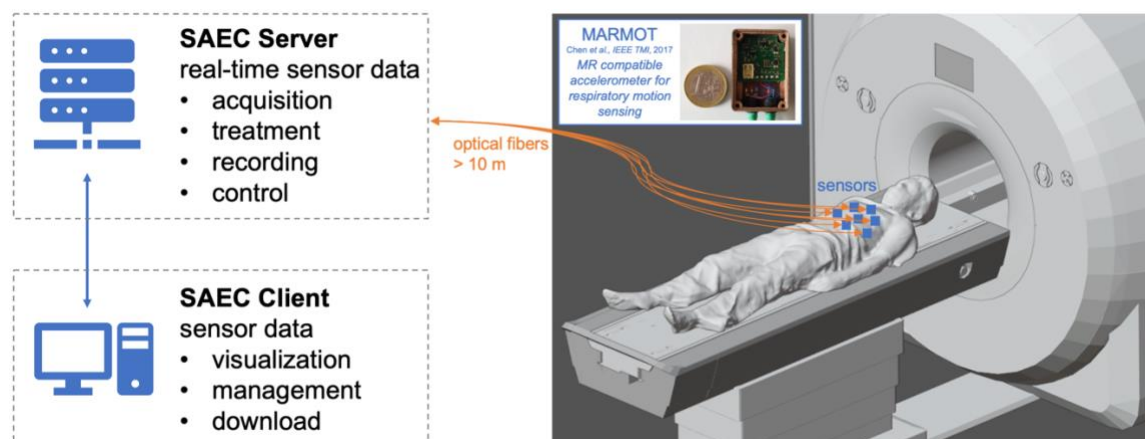 SAEC Server
real-time sensor data
• acquisition
• treatment
• recording
• control
optical fibers
> 10 m
MARMOT
Chen et al., IEEE TMI, 2017
MR compatible
accelerometer for
respiratory motion
sensing
sensors
SAEC Client
sensor data
• visualization
• management
• download